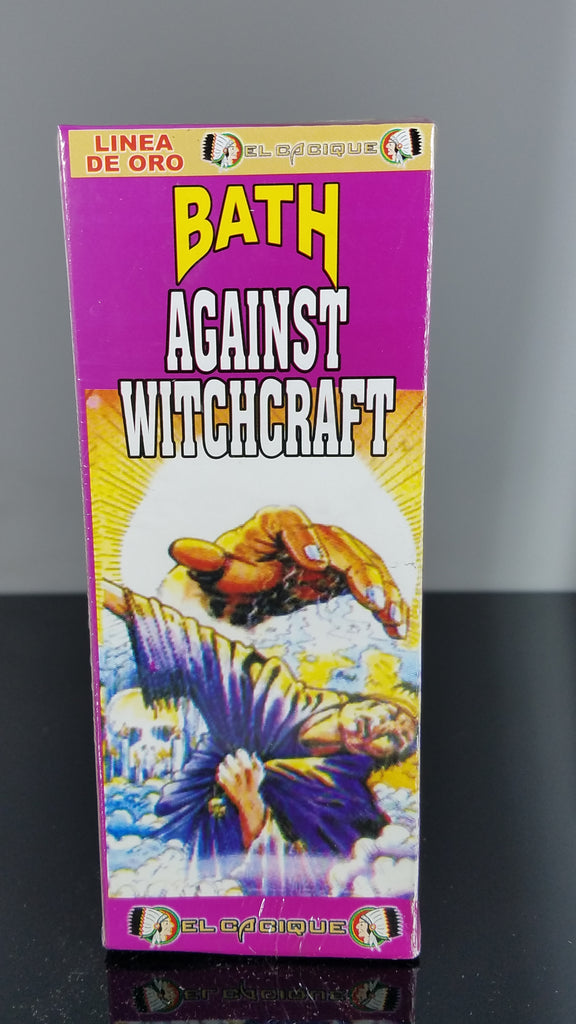 LINEA
DE ORO
EL CACIQUE
BATH
AGAINST
WITCHCRAFT
EL CACIQUE